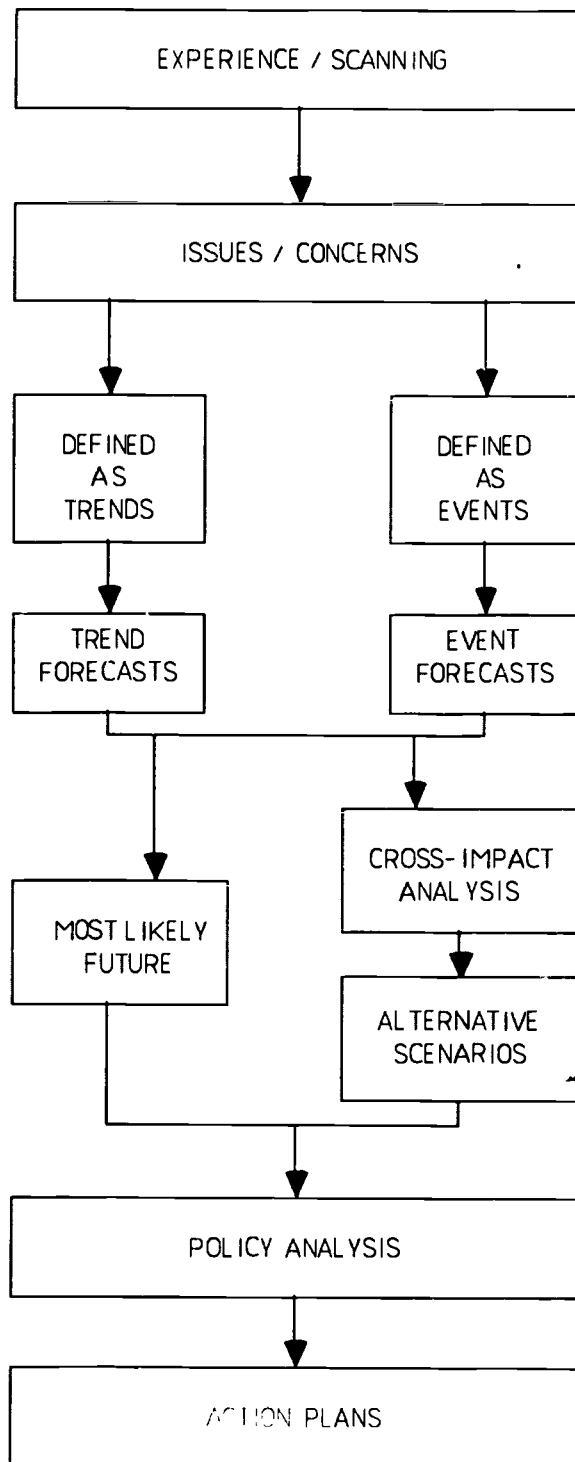 EXPERIENCE / SCANNING
ISSUES / CONCERNS
DEFINED
AS
TRENDS
DEFINED
AS
EVENTS
TREND
FORECASTS
EVENT
FORECASTS
CROSS-IMPACT
ANALYSIS
MOST LIKELY
FUTURE
ALTERNATIVE
SCENARIOS
POLICY ANALYSIS
ACTION PLANS